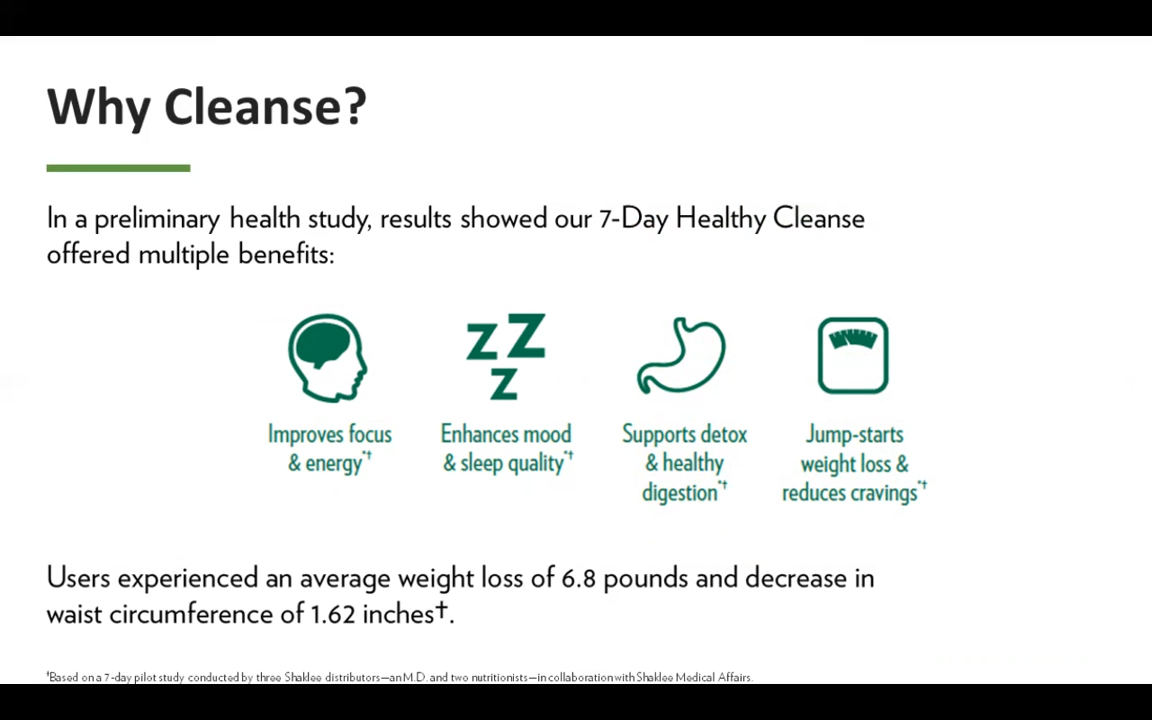 Why Cleanse?
In a preliminary health study, results showed our 7-Day Healthy Cleanse
offered multiple benefits:
Z Z
Z
Improves focus
& energy*†
Enhances mood
& sleep quality*†
Supports detox
& healthy
digestion*†
Jump-starts
weight loss &
reduces cravings*†
Users experienced an average weight loss of 6.8 pounds and decrease in
waist circumference of 1.62 inches†.
†Based on a 7-day pilot study conducted by three Shaklee distributors—an M.D. and two nutritionists—in collaboration with Shaklee Medical Affairs.